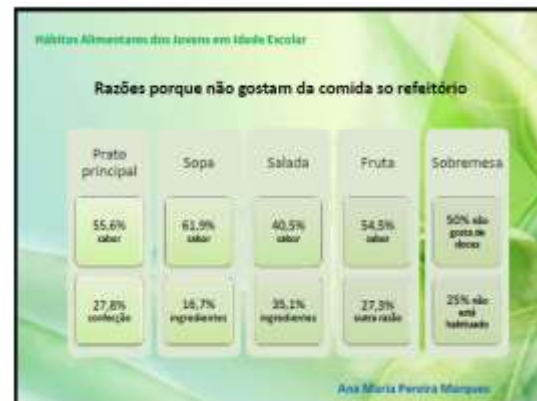 Hábitos Alimentares dos Jovens em Idade Escolar
Razões porque não gostam da comida so refeitório
Prato
principal
Sopa
Salada
Fruta
Sobremesa
55,6%
sabor
61,9%
sabor
40,5%
sabor
54,5%
sabor
50% não
gosta de
doces
27,8%
confecção
16,7%
ingredientes
35,1%
ingredientes
27,3%
outra razão
25% não
está
habituado
Ana Maria Pereira Marques